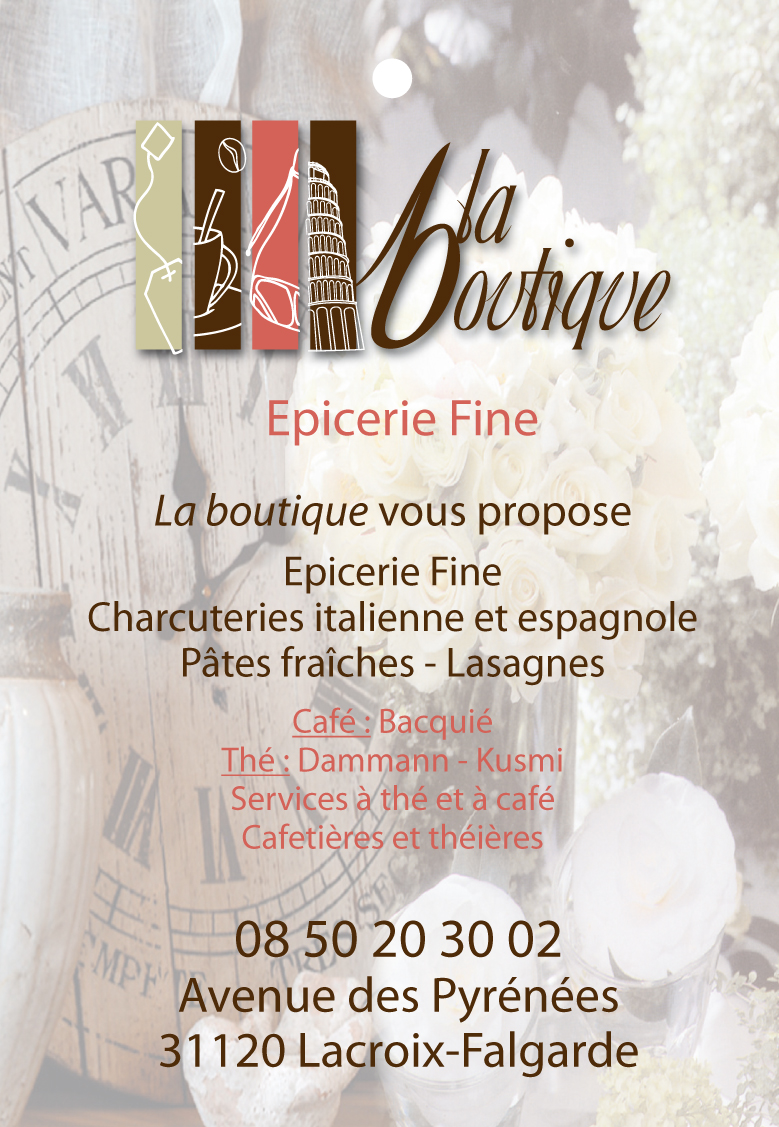 la
boutique
Epicerie Fine
La boutique vous propose
Epicerie Fine
Charcuteries italienne et espagnole
Pâtes fraîches - Lasagnes
Café : Bacquié
Thé : Dammann - Kusmi
Services à thé et à café
Cafetières et théières
08 50 20 30 02
Avenue des Pyrénées
31120 Lacroix-Falgarde